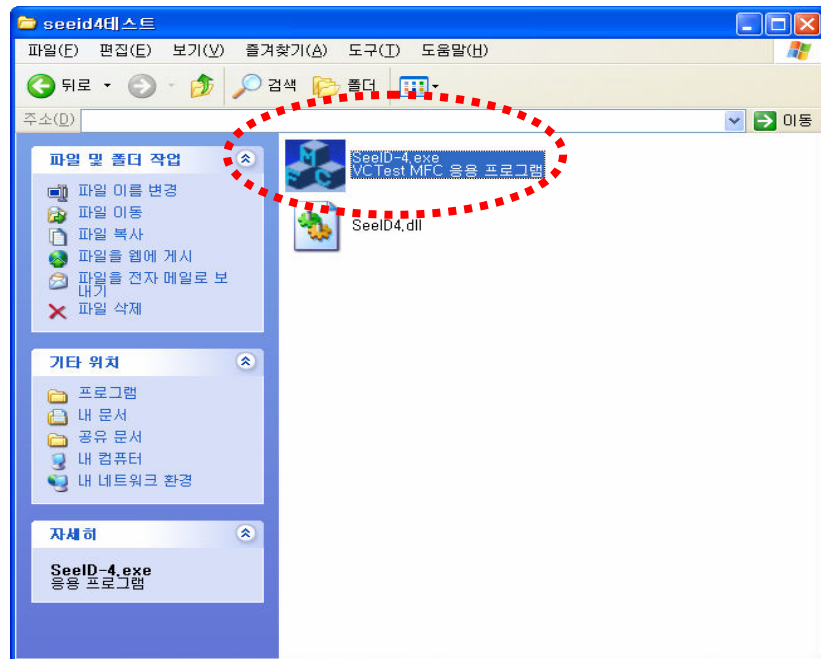 seeid4테스트
파일(F) 편집(E) 보기(V) 즐겨찾기(A) 도구(T) 도움말(H)
뒤로 검색 폴더
주소(D) 이동
파일 및 폴더 작업
파일 이름 변경
파일 이동
파일 복사
파일을 웹에 게시
파일을 전자 메일로 보
내기
파일 삭제
기타 위치
프로그램
내 문서
공유 문서
내 컴퓨터
내 네트워크 환경
자세히
SeeID-4.exe
응용 프로그램
MFC
SeeID-4.exe
VCTest MFC 응용 프로그램
SeeID4.dll